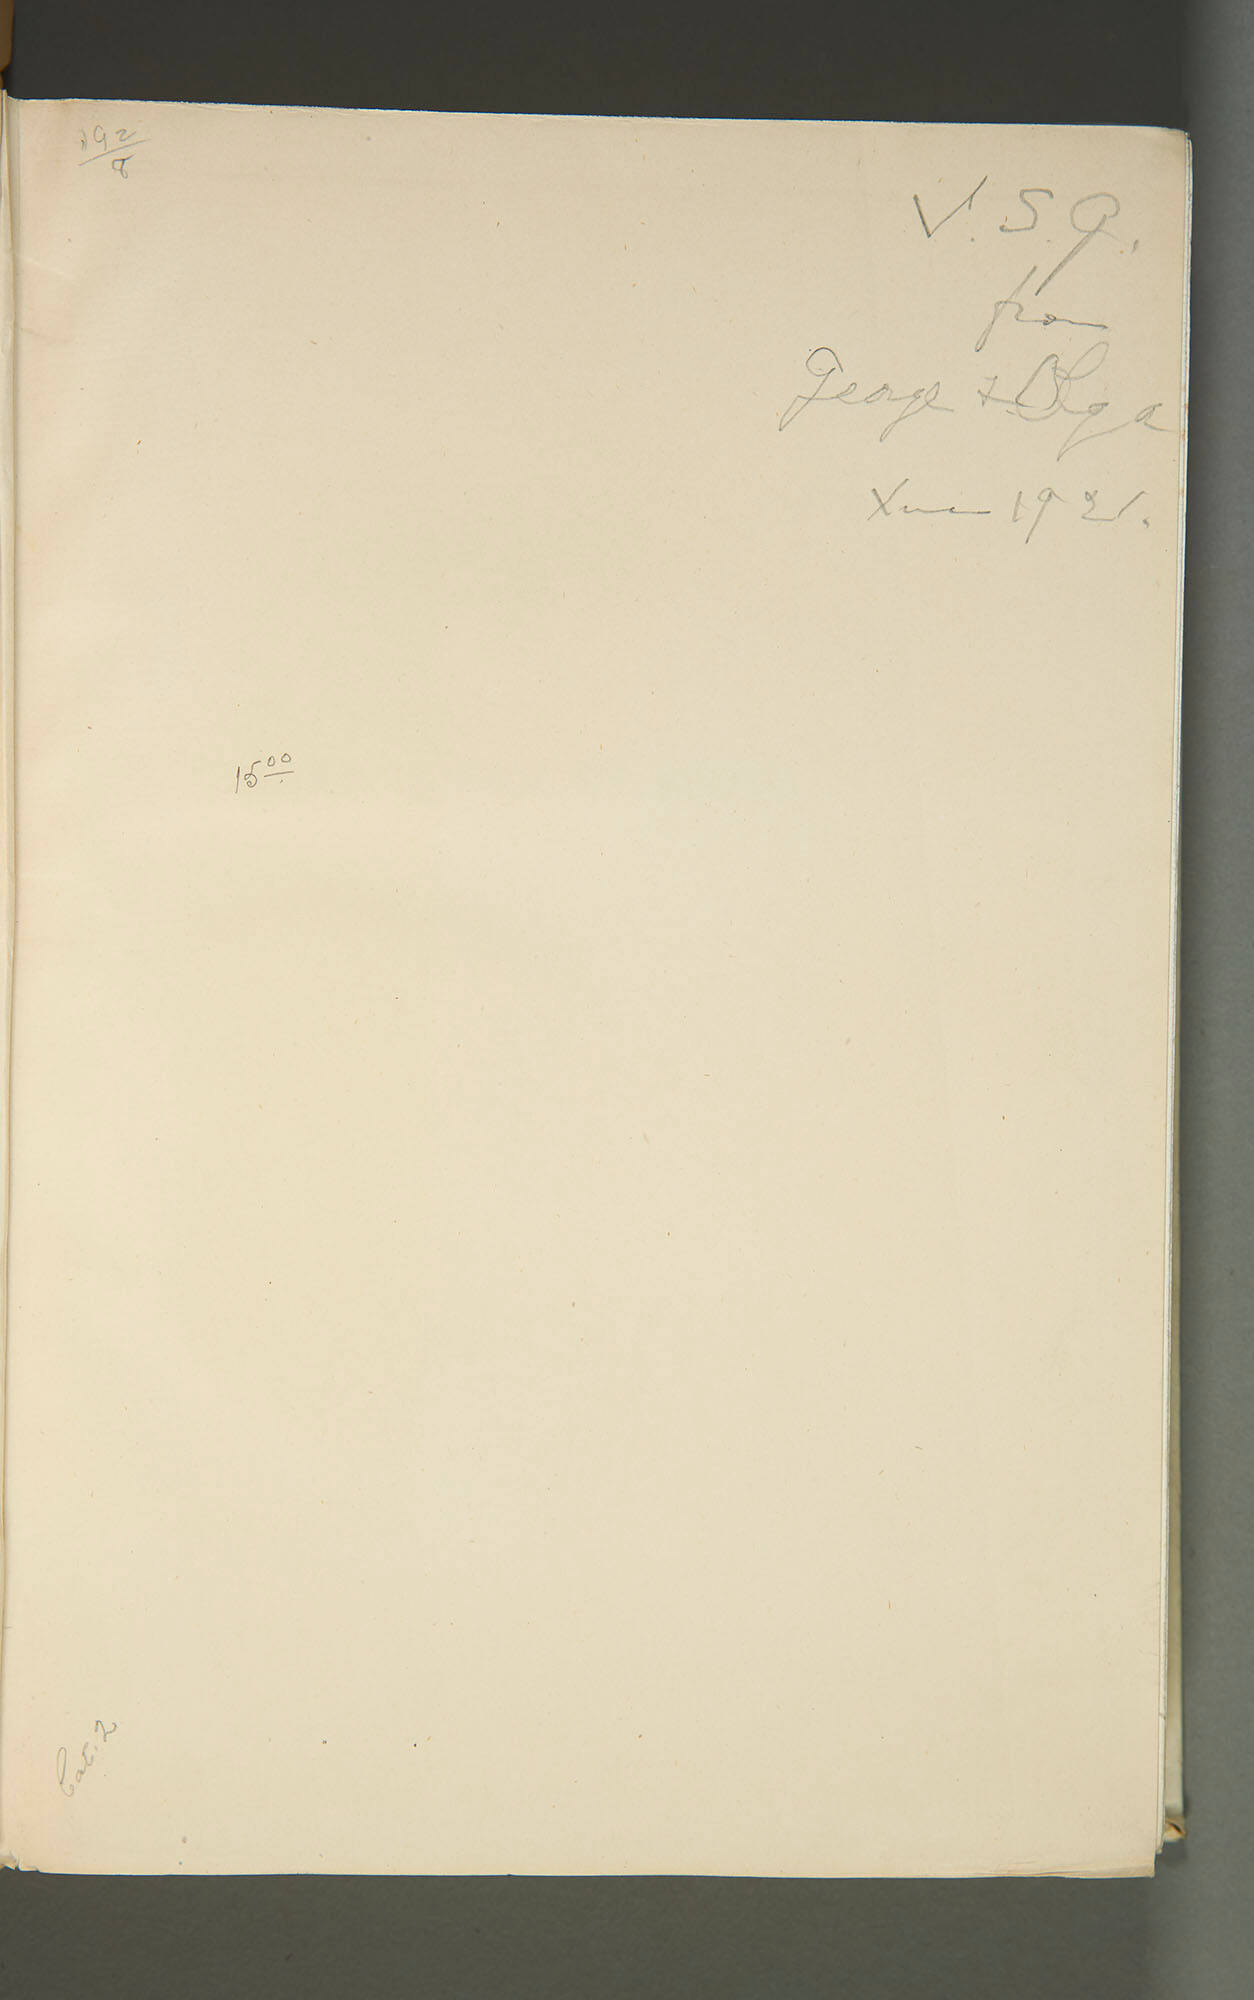 192
8
V. S. G.
from
George & Olga
Xmas 1921.
15.00
Cat. 2